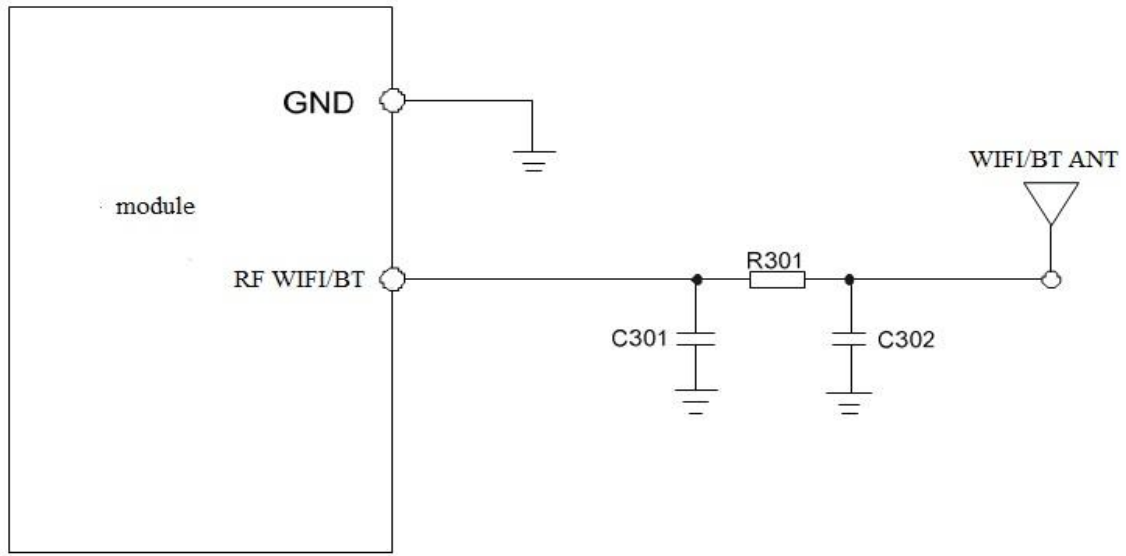 GND
WIFI/BT ANT
module
R301
RF WIFI/BT
C301
C302